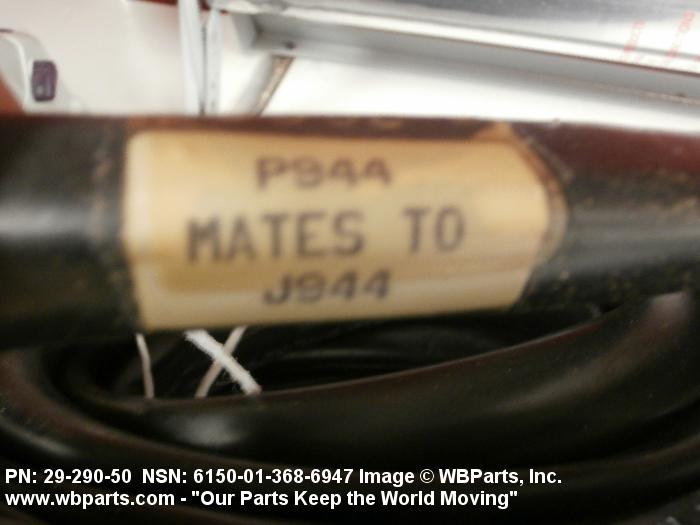 P944
MATES TO
J944
PN: 29-290-50 NSN: 6150-01-368-6947 Image © WBParts, Inc.
www.wbparts.com - "Our Parts Keep the World Moving"